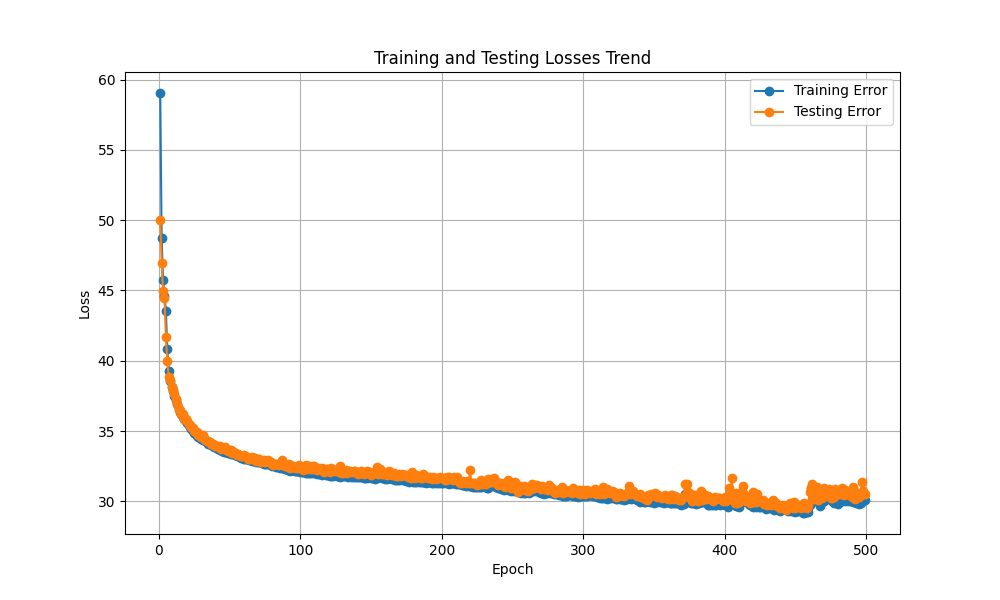 Training and Testing Losses Trend
60
55
50
45
40
35
30
Loss
0
100
200
300
400
500
Epoch
Training Error
Testing Error